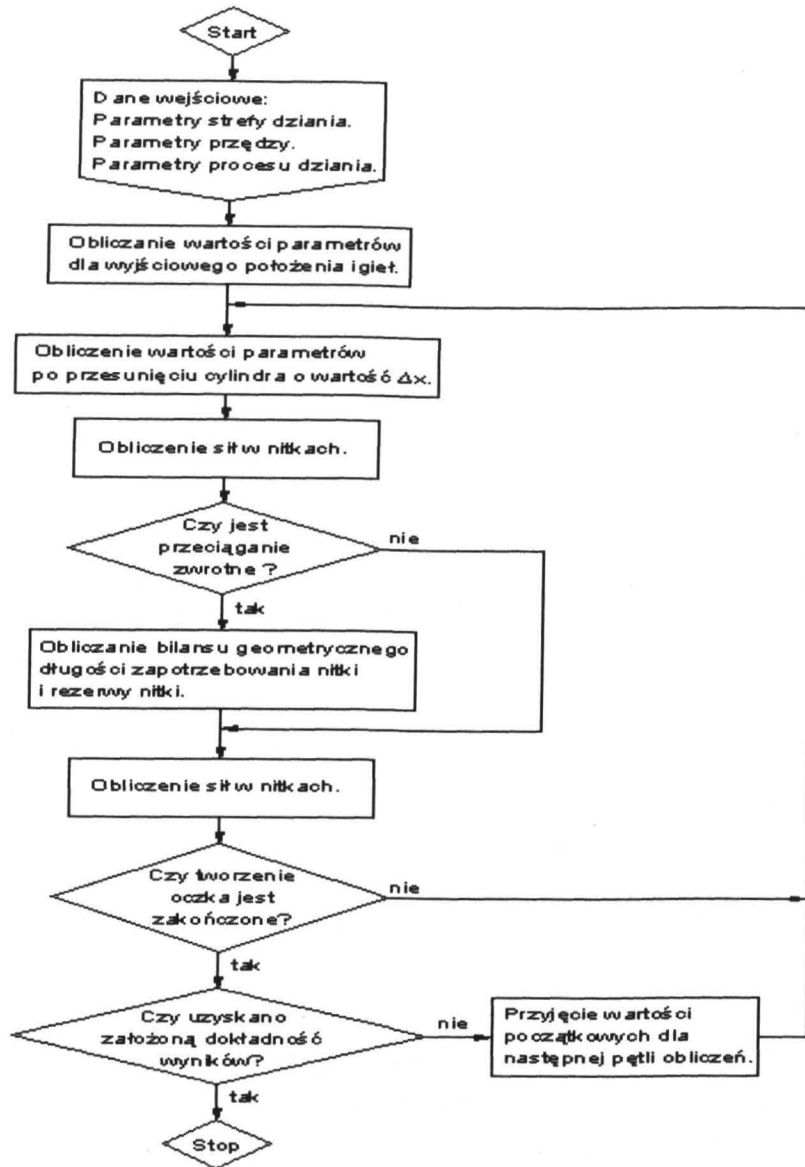 Start
Dane wejściowe:
Parametry strefy dziania.
Parametry przędzy.
Parametry procesu dziania.
Obliczanie wartości parametrów
dla wyjściowego położenia igieł.
Obliczenie wartości parametrów
po przesunięciu cylindra o wartość Δx.
Obliczenie sił w nitkach.
Czy jest
przeciąganie
zwrotne ?
nie
tak
Obliczanie bilansu geometrycznego
długości zapotrzebowania nitki
i rezerwy nitki.
Obliczenie sił w nitkach.
Czy tworzenie
oczka jest
zakończone?
nie
tak
Czy uzyskano
założoną dokładność
wyników?
nie
Przyjęcie wartości
początkowych dla
następnej pętli obliczeń.
tak
Stop